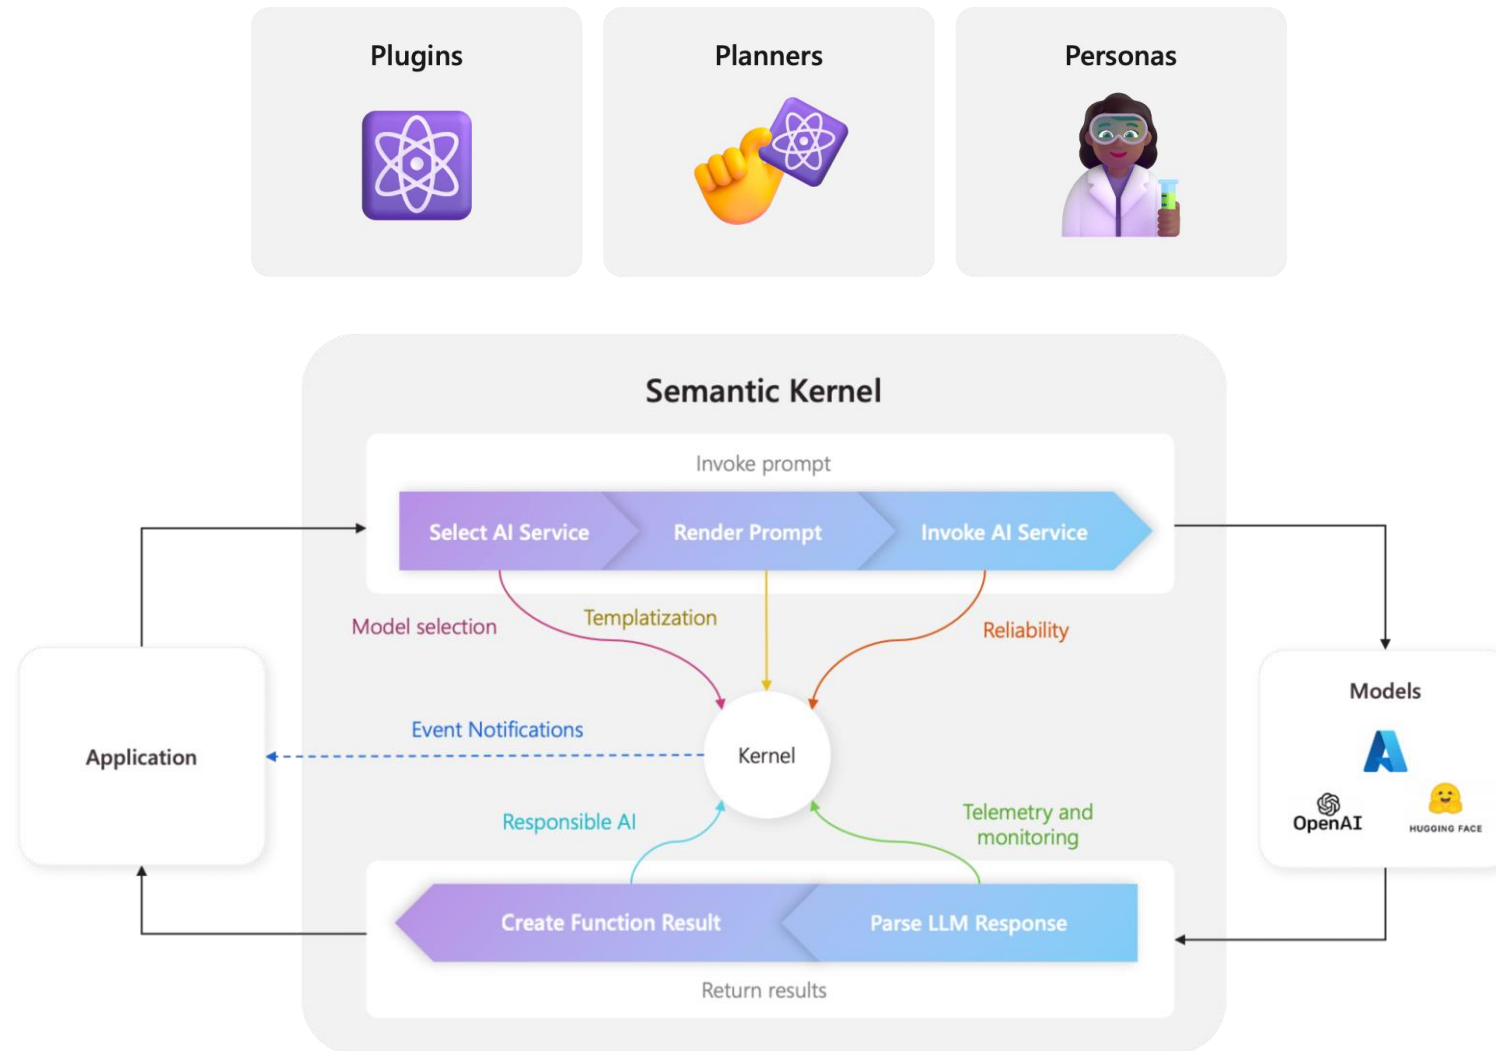 Plugins
Planners
Personas
Semantic Kernel
Invoke prompt
Select AI Service
Render Prompt
Invoke AI Service
Model selection
Templatization
Reliability
Models
Event Notifications
Application
Kernel
OpenAI
HUGGING FACE
Responsible AI
Telemetry and
monitoring
Create Function Result
Parse LLM Response
Return results